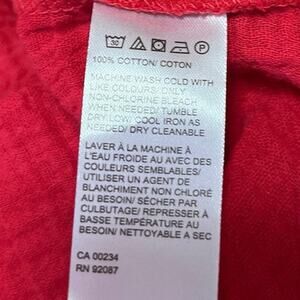 30 P
100% COTTON/ COTON
MACHINE WASH COLD WITH
LIKE COLOURS/ ONLY
NON-CHLORINE BLEACH
WHEN NEEDED/ TUMBLE
DRY LOW/ COOL IRON AS
NEEDED/ DRY CLEANABLE
LAVER À LA MACHINE À
L'EAU FROIDE AU AVEC DES
COULEURS SEMBLABLES/
UTILISER UN AGENT DE
BLANCHIMENT NON CHLORÉ
AU BESOIN/ SÉCHER PAR
CULBUTAGE/ REPRESSER À
BASSE TEMPÉRATURE AU
BESOIN/ NETTOYABLE A SEC
CA 00234
RN 92087